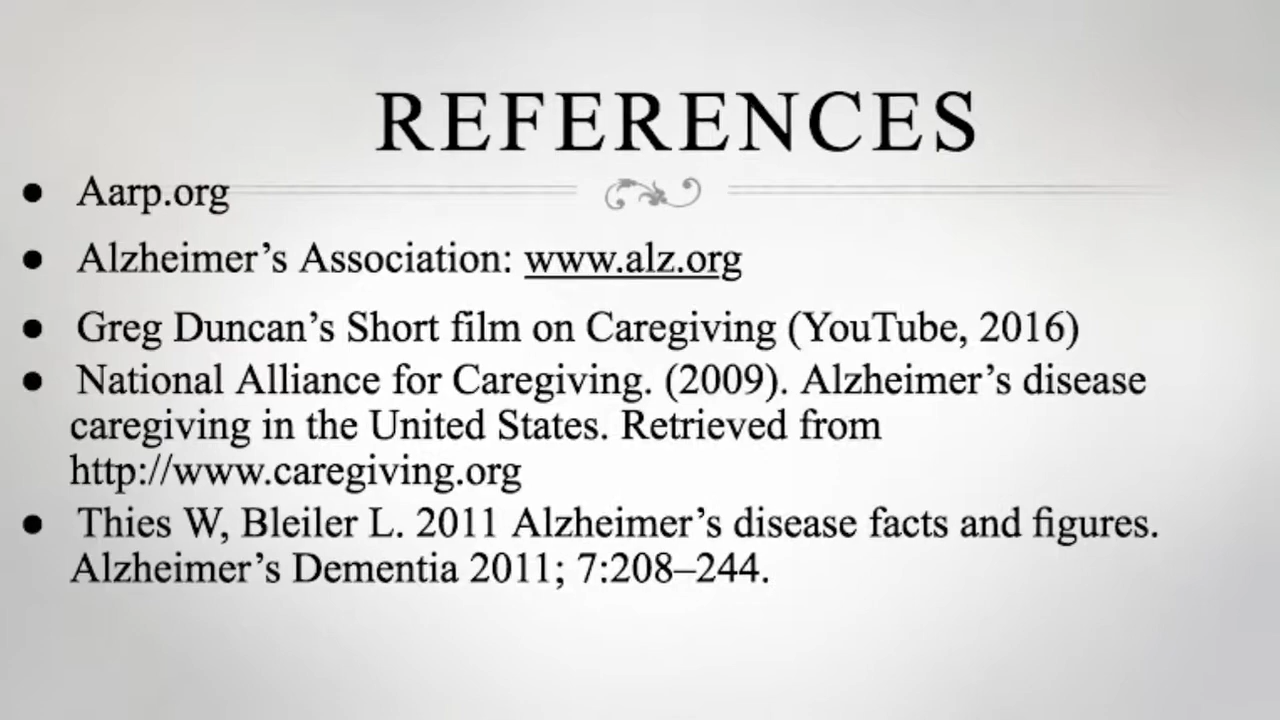 REFERENCES
● Aarp.org
● Alzheimer’s Association: www.alz.org
● Greg Duncan’s Short film on Caregiving (YouTube, 2016)
● National Alliance for Caregiving. (2009). Alzheimer’s disease
caregiving in the United States. Retrieved from
http://www.caregiving.org
● Thies W, Bleiler L. 2011 Alzheimer’s disease facts and figures.
Alzheimer’s Dementia 2011; 7:208–244.